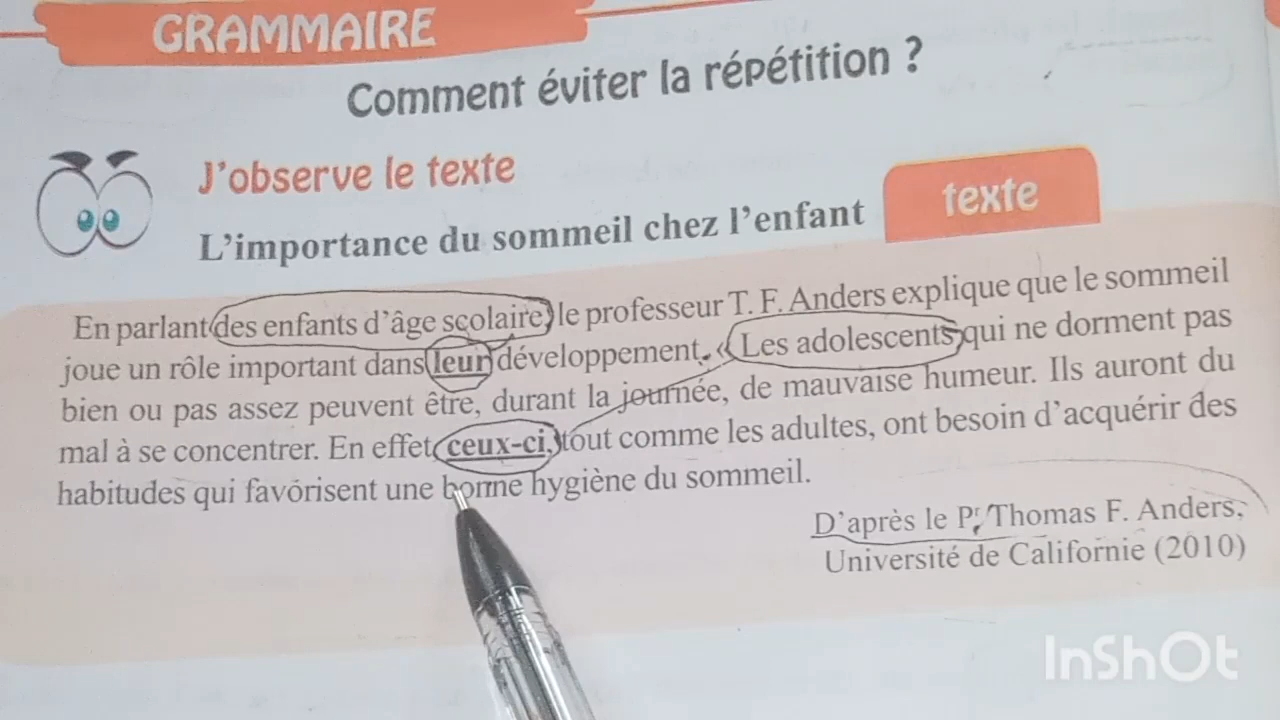 GRAMMAIRE
Comment éviter la répétition ?
J'observe le texte
texte
L'importance du sommeil chez l'enfant
En parlant des enfants d'âge scolaire, le professeur T. F. Anders explique que le sommeil
joue un rôle important dans leur développement. « Les adolescents, qui ne dorment pas
bien ou pas assez peuvent être, durant la journée, de mauvaise humeur. Ils auront du
mal à se concentrer. En effet, ceux-ci, tout comme les adultes, ont besoin d'acquérir des
habitudes qui favorisent une bonne hygiène du sommeil.
D'après le Pr, Thomas F. Anders,
Université de Californie (2010)
InShOt